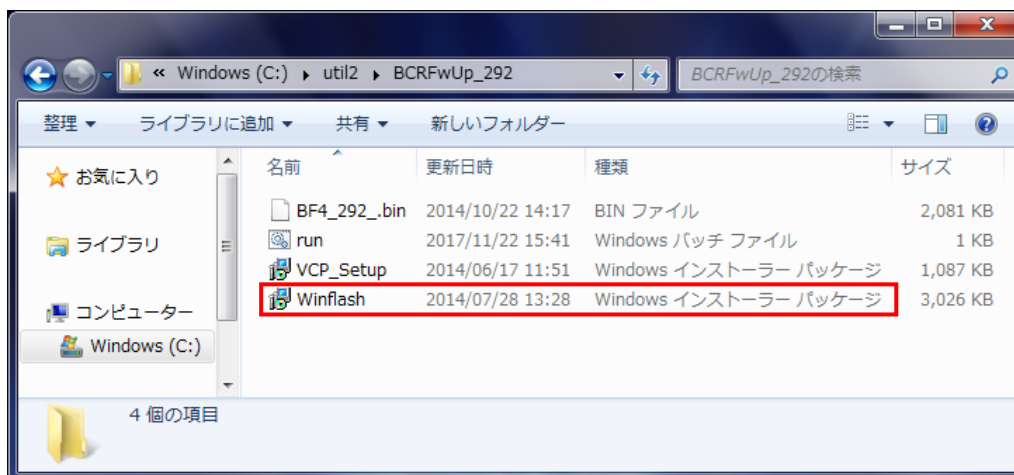 « Windows (C:) ▸ util2 ▸ BCRFwUp_292 BCRFwUp_292の検索
整理 ▼ ライブラリに追加 ▼ 共有 ▼ 新しいフォルダー
お気に入り
ライブラリ
コンピューター
Windows (C:)
名前 更新日時 種類 サイズ
BF4_292_.bin 2014/10/22 14:17 BIN ファイル 2,081 KB
run 2017/11/22 15:41 Windows バッチ ファイル 1 KB
VCP_Setup 2014/06/17 11:51 Windows インストーラー パッケージ 1,087 KB
Winflash 2014/07/28 13:28 Windows インストーラー パッケージ 3,026 KB
4 個の項目